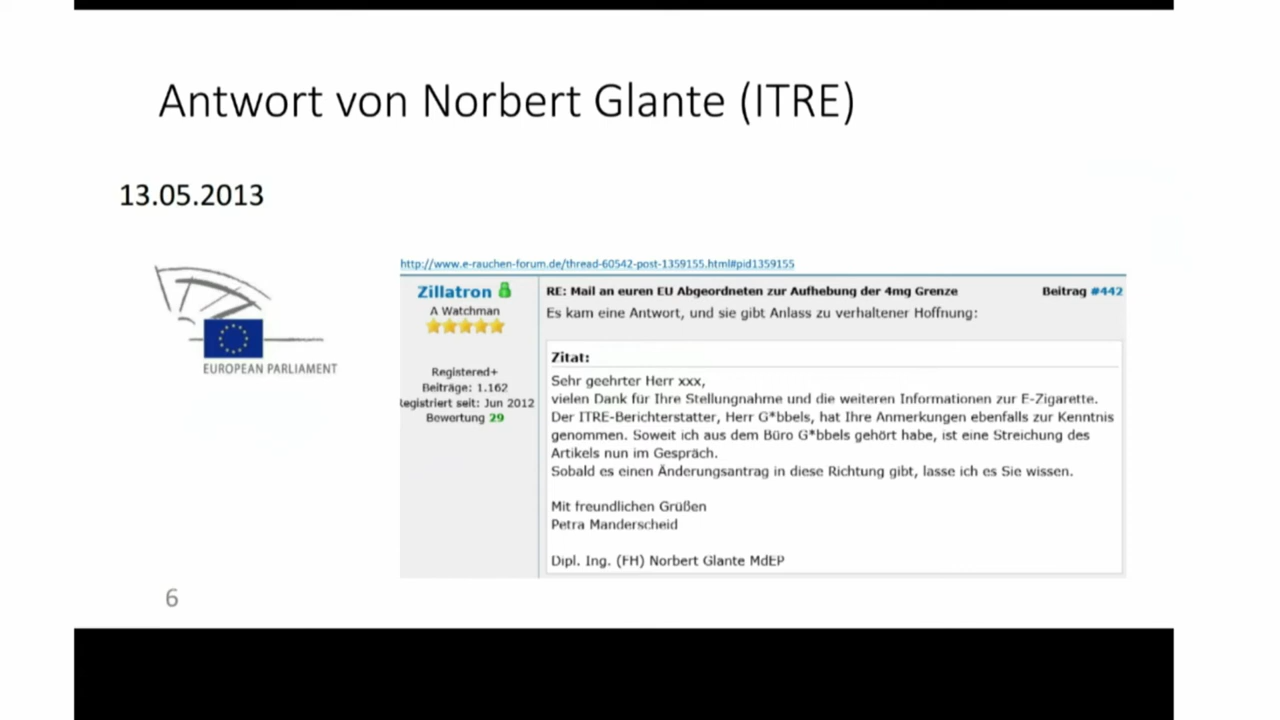 Antwort von Norbert Glante (ITRE)
13.05.2013
EUROPEAN PARLIAMENT
http://www.e-rauchen-forum.de/thread-60542-post-1359155.html#pid1359155
Zillatron
A Watchman
Registered+
Beiträge: 1.162
Registriert seit: Jun 2012
Bewertung 29
RE: Mail an euren EU Abgeordneten zur Aufhebung der 4mg Grenze
Beitrag #442
Es kam eine Antwort, und sie gibt Anlass zu verhaltener Hoffnung:
Zitat:
Sehr geehrter Herr xxx,
vielen Dank für Ihre Stellungnahme und die weiteren Informationen zur E-Zigarette.
Der ITRE-Berichterstatter, Herr G*bbels, hat Ihre Anmerkungen ebenfalls zur Kenntnis
genommen. Soweit ich aus dem Büro G*bbels gehört habe, ist eine Streichung des
Artikels nun im Gespräch.
Sobald es einen Änderungsantrag in diese Richtung gibt, lasse ich es Sie wissen.
Mit freundlichen Grüßen
Petra Manderscheid
Dipl. Ing. (FH) Norbert Glante MdEP
6